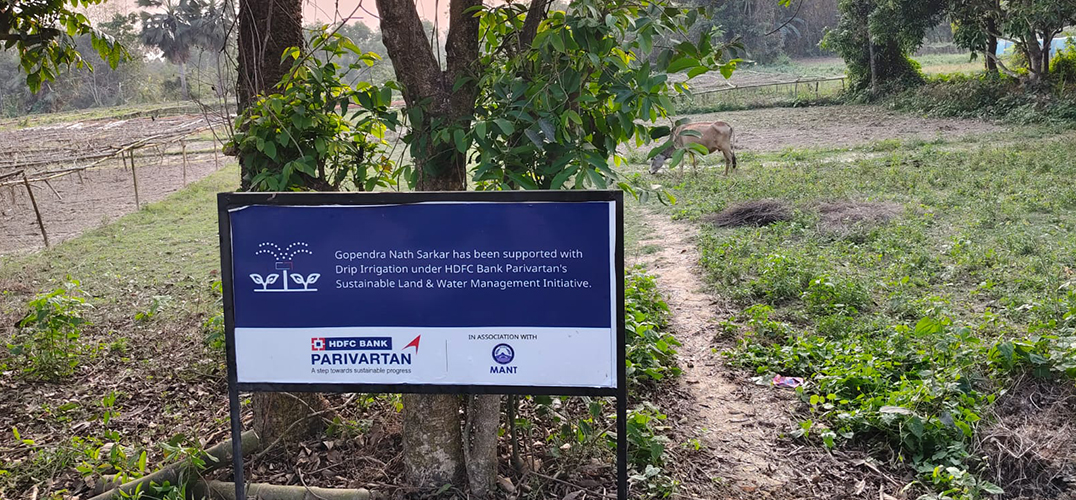 Gopendra Nath Sarkar has been supported with
Drip Irrigation under HDFC Bank Parivartan's
Sustainable Land & Water Management Initiative.
HDFC BANK
PARIVARTAN
A step towards sustainable progress
IN ASSOCIATION WITH
MANT